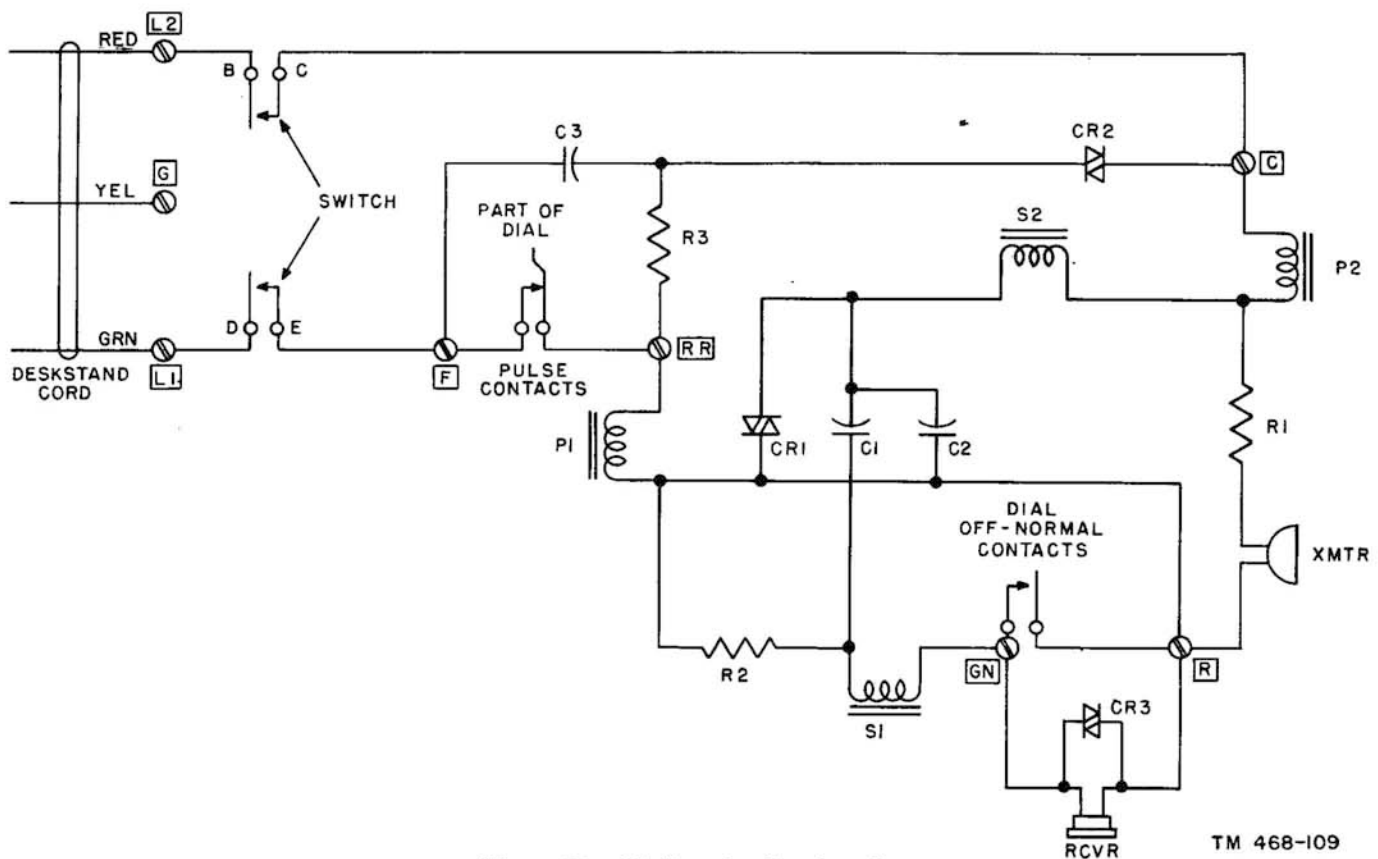 L2
RED
B
C
C3
CR2
C
G
YEL
SWITCH
PART OF
DIAL
R3
S2
P2
D
E
GRN
L1
DESKSTAND
CORD
F
PULSE
CONTACTS
RR
P1
CR1
C1
C2
R1
DIAL
OFF-NORMAL
CONTACTS
XMTR
R2
S1
GN
R
CR3
RCVR
TM 468-109